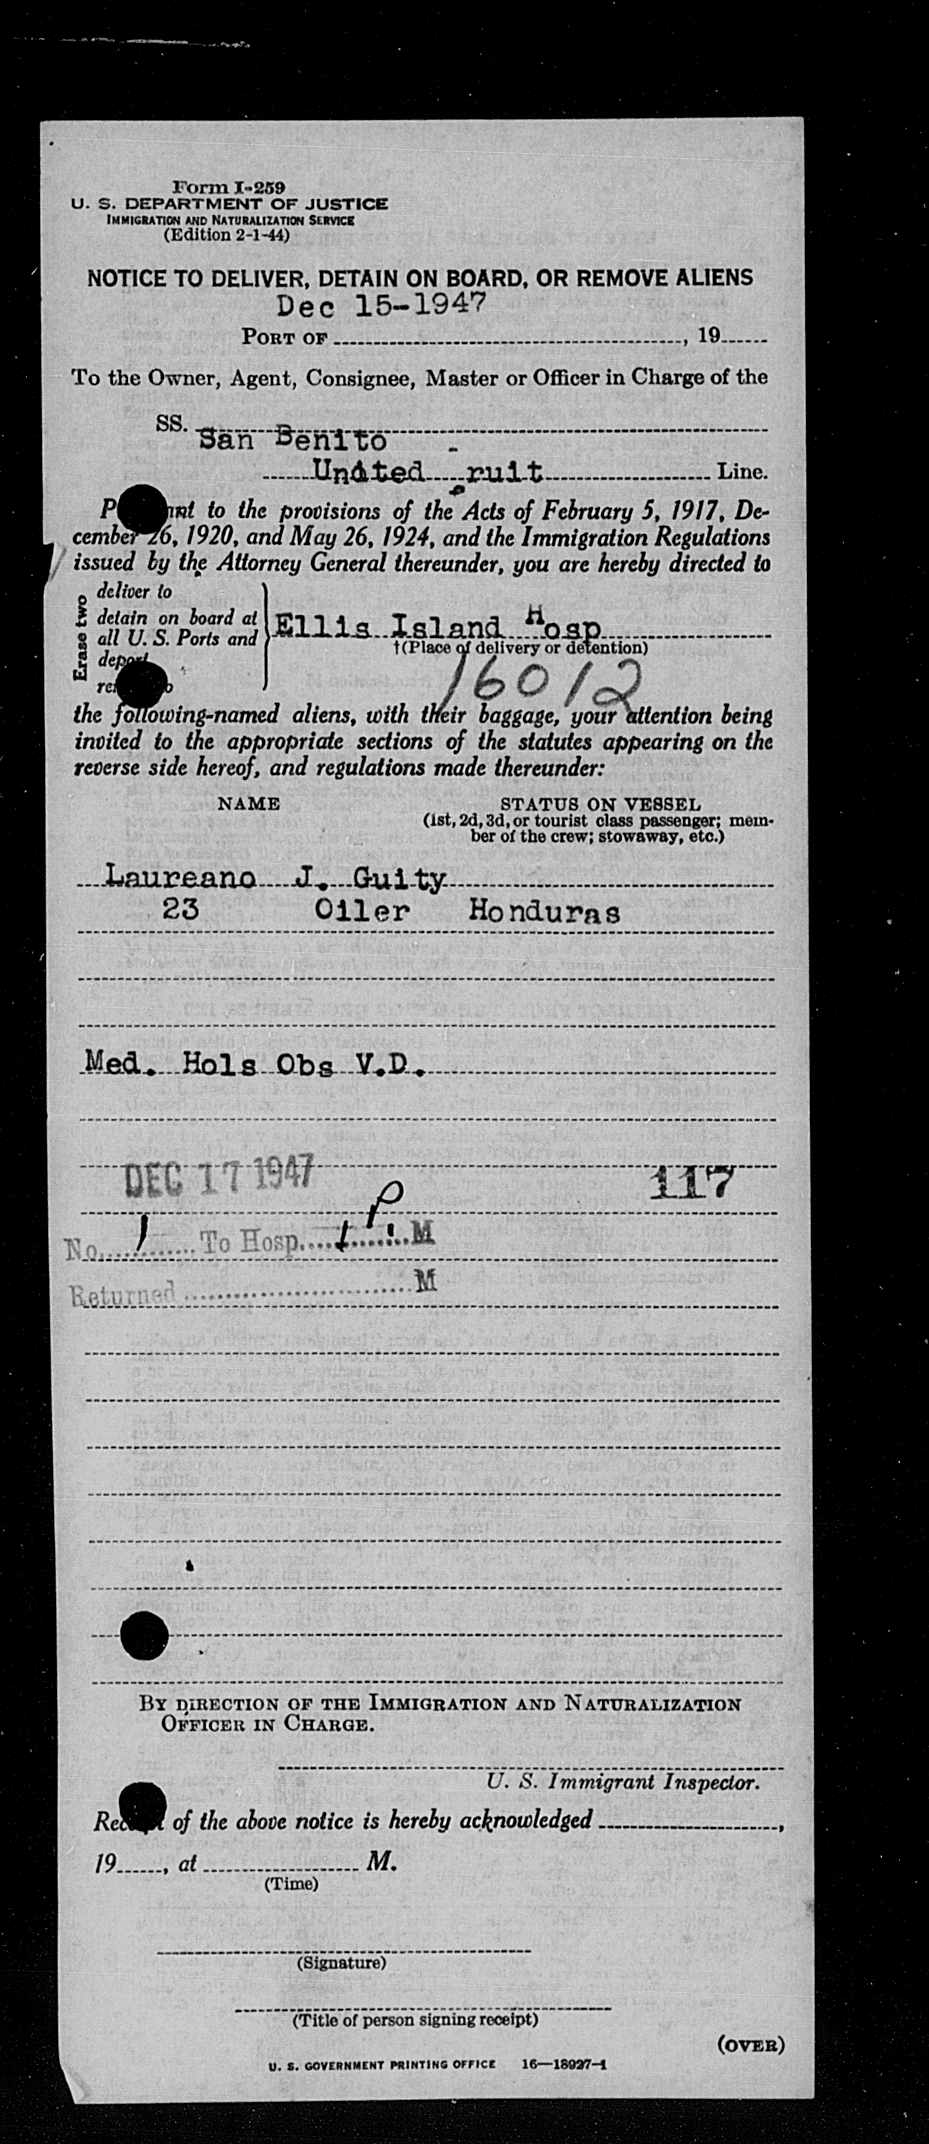 Form I-259
U. S. DEPARTMENT OF JUSTICE
IMMIGRATION AND NATURALIZATION SERVICE
(Edition 2-1-44)
NOTICE TO DELIVER, DETAIN ON BOARD, OR REMOVE ALIENS
Dec 15-1947
PORT OF , 19
To the Owner, Agent, Consignee, Master or Officer in Charge of the
SS. San Benito
United ruit Line.
P nt to the provisions of the Acts of February 5, 1917, De-
cember 26, 1920, and May 26, 1924, and the Immigration Regulations
issued by the Attorney General thereunder, you are hereby directed to
Erase two
deliver to
detain on board at
all U. S. Ports and
deport
re o
Ellis Island Hosp
†(Place of delivery or detention)
16012
the following-named aliens, with their baggage, your attention being
invited to the appropriate sections of the statutes appearing on the
reverse side hereof, and regulations made thereunder:
NAME STATUS ON VESSEL
(1st, 2d, 3d, or tourist class passenger; mem-
ber of the crew; stowaway, etc.)
Laureano J. Guity
23 Oiler Honduras
Med. Hols Obs V.D.
DEC 17 1947 117
No. 1 To Hosp. 1 P. M
Returned M
BY DIRECTION OF THE IMMIGRATION AND NATURALIZATION
OFFICER IN CHARGE.
U. S. Immigrant Inspector.
Receipt of the above notice is hereby acknowledged ,
19 , at M.
(Time)
(Signature)
(Title of person signing receipt)
(OVER)
U. S. GOVERNMENT PRINTING OFFICE 16—18927-1